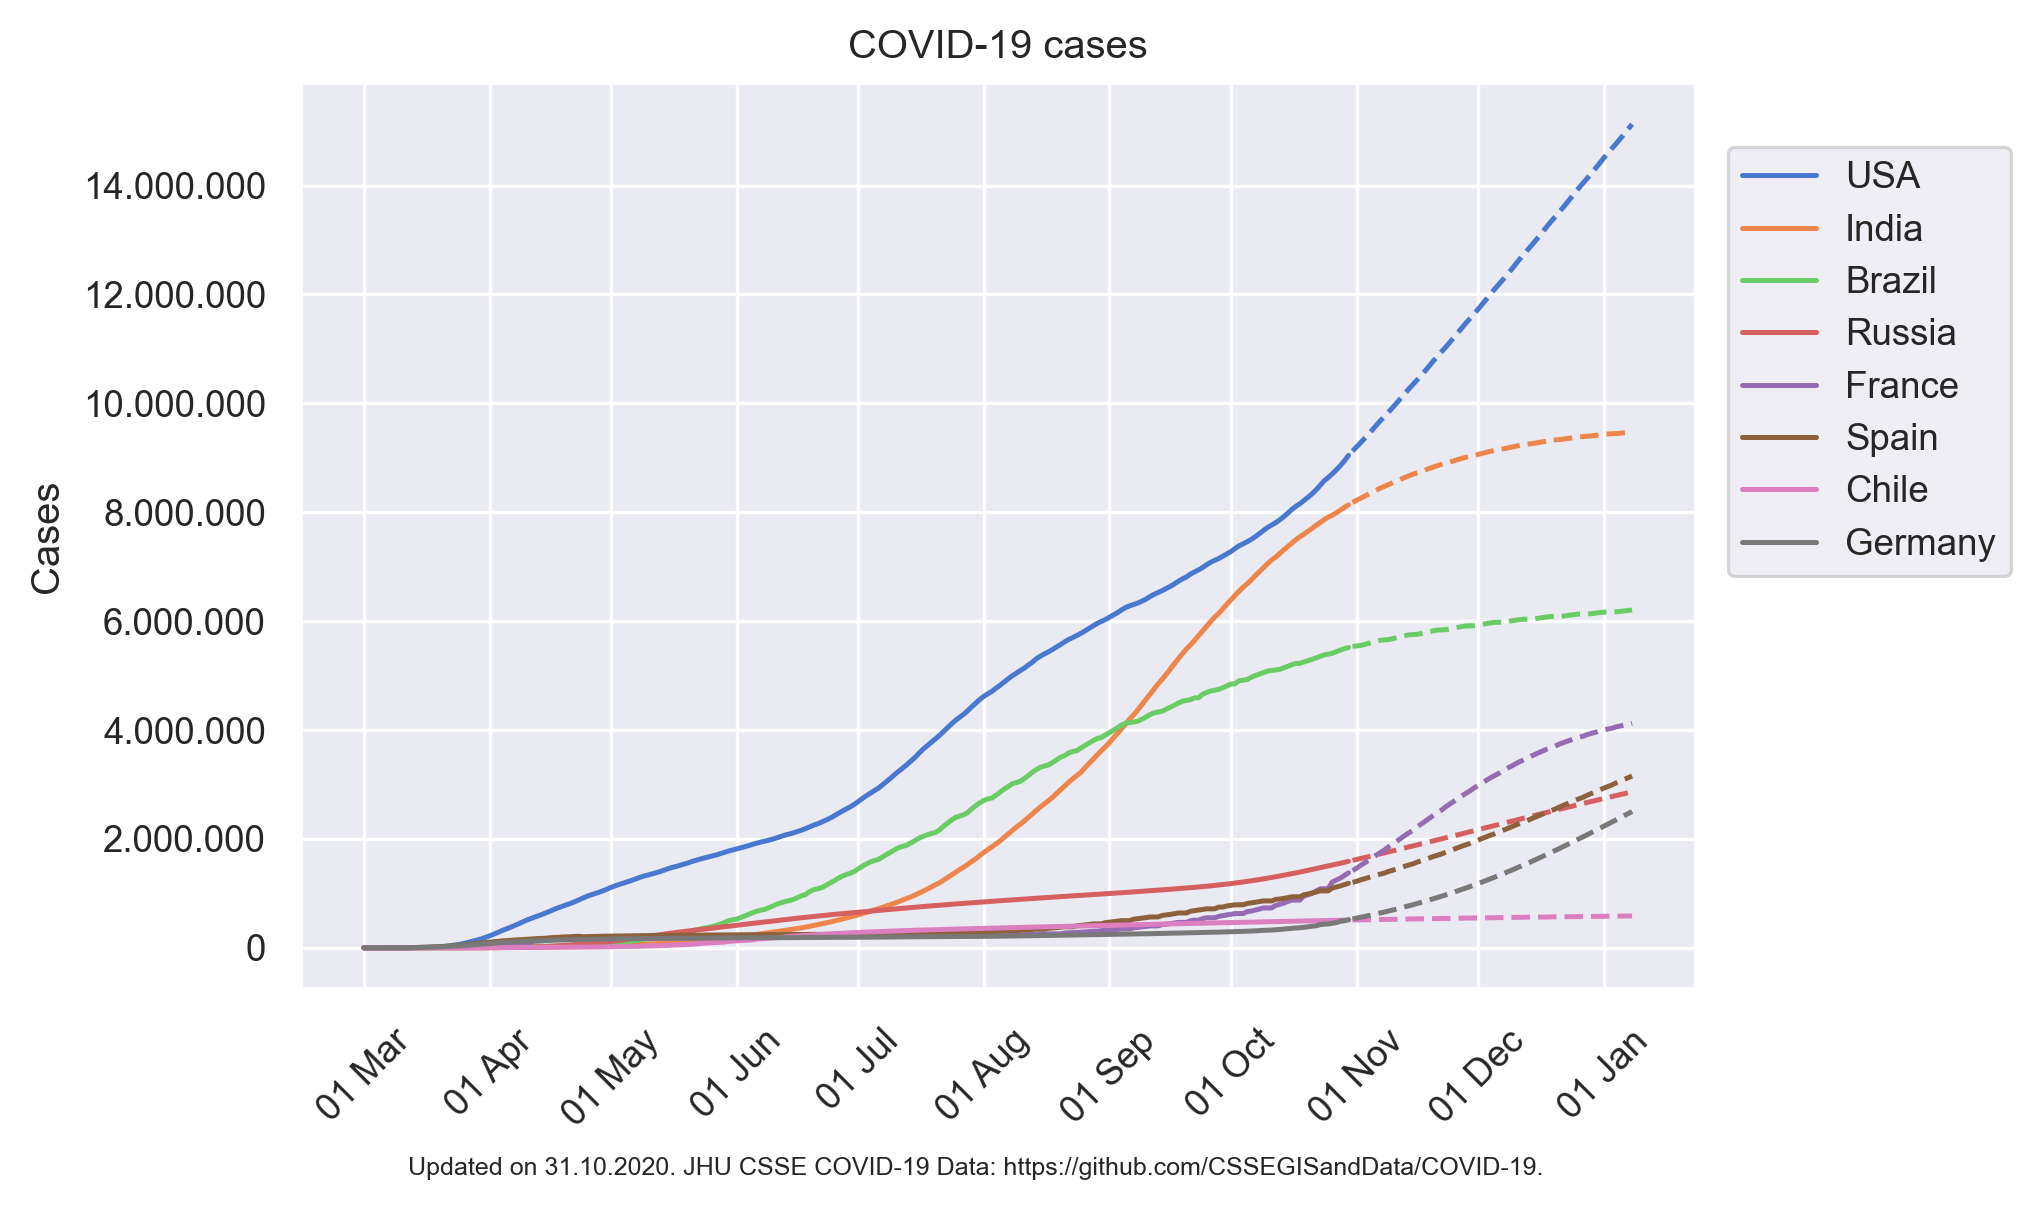 COVID-19 cases
14.000.000
12.000.000
10.000.000
8.000.000
6.000.000
4.000.000
2.000.000
0
Cases
USA
India
Brazil
Russia
France
Spain
Chile
Germany
01 Mar
01 Apr
01 May
01 Jun
01 Jul
01 Aug
01 Sep
01 Oct
01 Nov
01 Dec
01 Jan
Updated on 31.10.2020. JHU CSSE COVID-19 Data: https://github.com/CSSEGISandData/COVID-19.